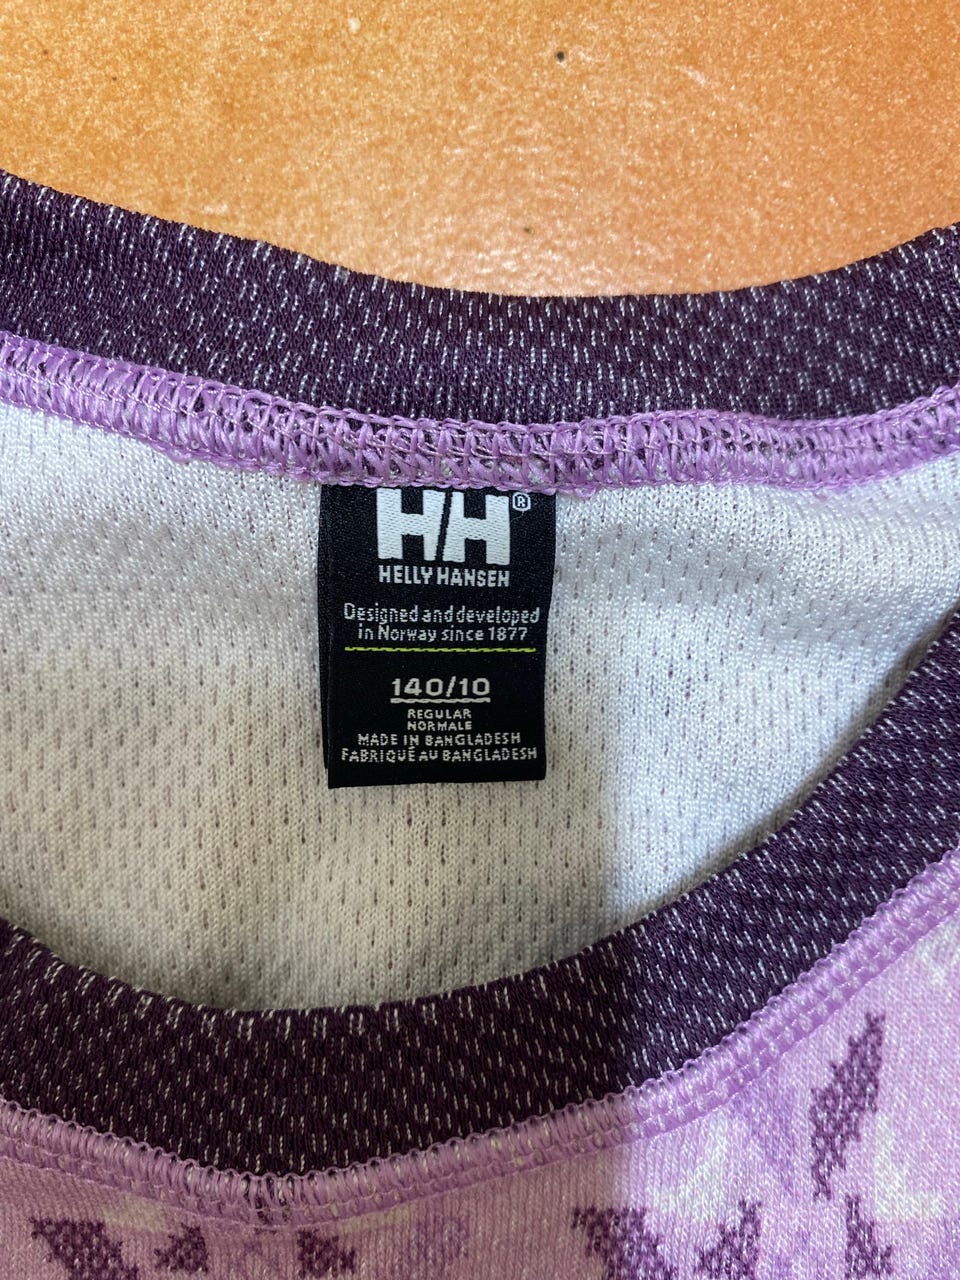 HH®
HELLY HANSEN
Designed and developed
in Norway since 1877
140/10
REGULAR
NORMALE
MADE IN BANGLADESH
FABRIQUÉ AU BANGLADESH